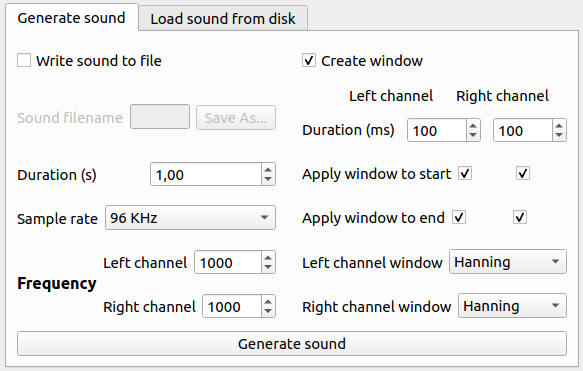 Generate sound Load sound from disk
Write sound to file Create window
Left channel Right channel
Sound filename Save As... Duration (ms) 100 100
Duration (s) 1,00 Apply window to start
Sample rate 96 KHz Apply window to end
Left channel 1000 Left channel window Hanning
Frequency
Right channel 1000 Right channel window Hanning
Generate sound